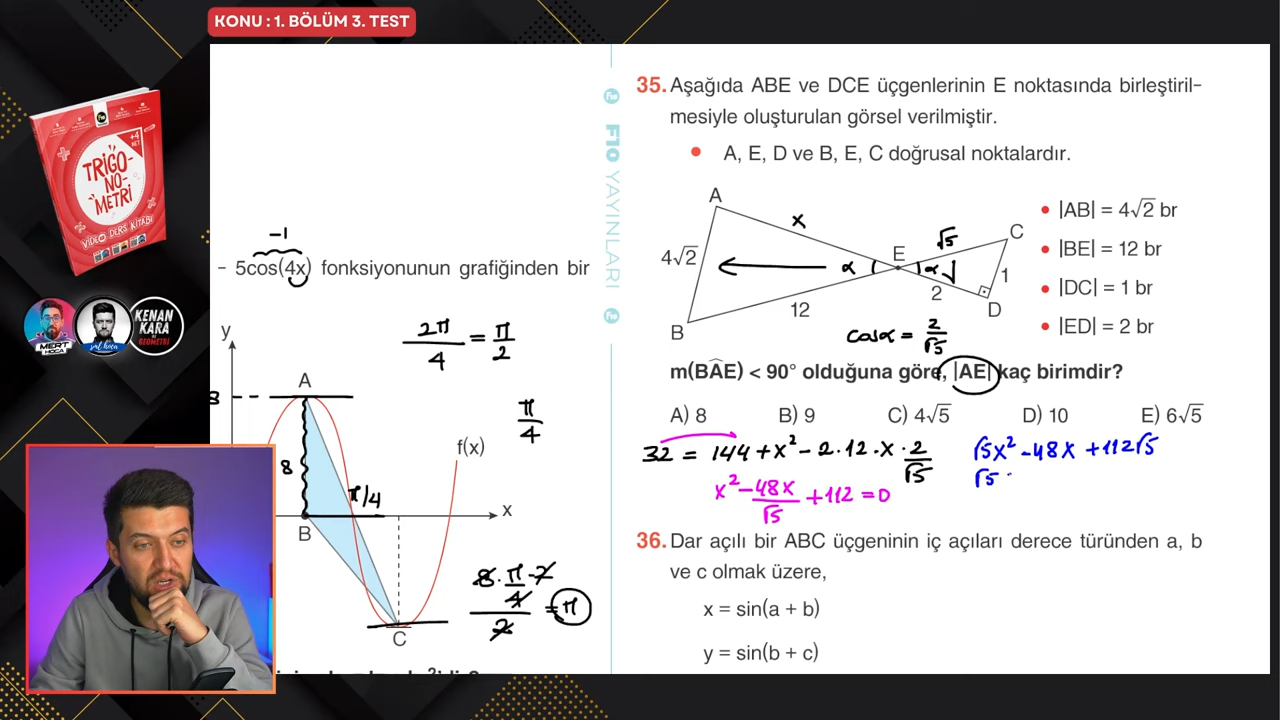 KONU : 1. BÖLÜM 3. TEST
+4 NET
TRİGO-
NO-
METRİ
VİDEO DERS KİTABI
MERT HOCA
KENAN KARA
GEOMETRİ
-1
- 5cos(4x) fonksiyonunun grafiğinden bir
2π/4 = π/2
π/4
y
A
8
8
f(x)
π/4
x
B
8·π/4·2/2 = π
C
F10 YAYINLARI
35. Aşağıda ABE ve DCE üçgenlerinin E noktasında birleştiril-
mesiyle oluşturulan görsel verilmiştir.
• A, E, D ve B, E, C doğrusal noktalardır.
A
x
√5
C
E
4√2
α
α
1
2
D
12
B
cosα = 2/√5
• |AB| = 4√2 br
• |BE| = 12 br
• |DC| = 1 br
• |ED| = 2 br
m(BAE) < 90° olduğuna göre, |AE| kaç birimdir?
A) 8 B) 9 C) 4√5 D) 10 E) 6√5
32 = 144 + x² - 2·12·x·2/√5
x² - 48x/√5 + 112 = 0
√5x² - 48x + 112√5
√5 ·
36. Dar açılı bir ABC üçgeninin iç açıları derece türünden a, b
ve c olmak üzere,
x = sin(a + b)
y = sin(b + c)